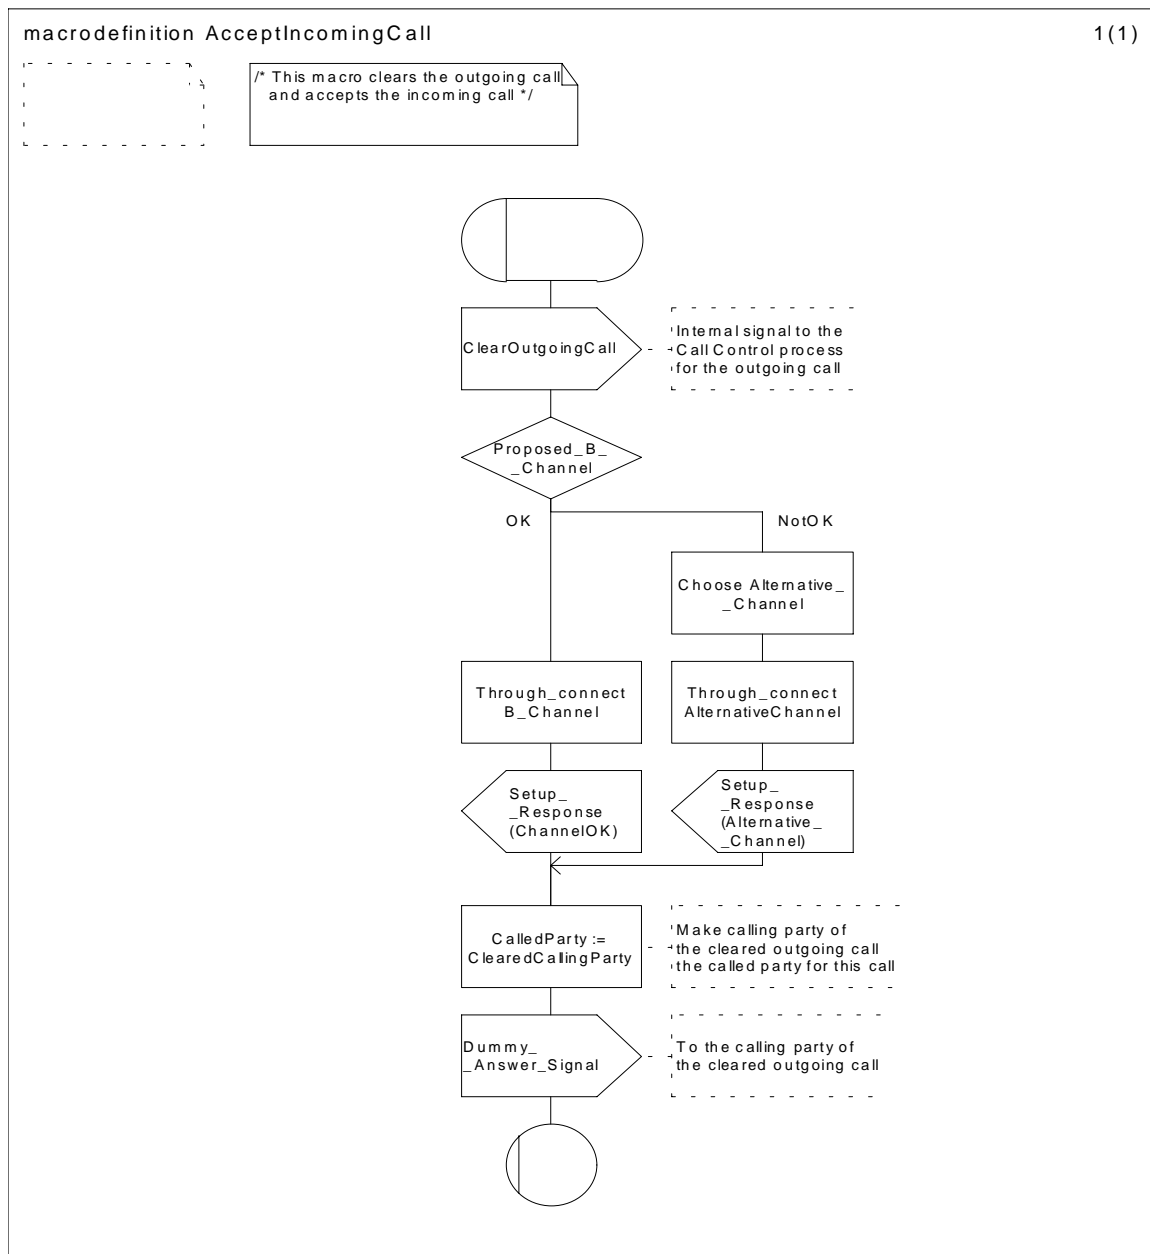 macrodefinition AcceptIncomingCall
1(1)
/* This macro clears the outgoing call
and accepts the incoming call */
ClearOutgoingCall
Internal signal to the
Call Control process
for the outgoing call
Proposed_B_
_Channel
OK
NotOK
Choose Alternative_
_Channel
Through_connect
B_Channel
Through_connect
AlternativeChannel
Setup_
_Response
(ChannelOK)
Setup_
_Response
(Alternative_
_Channel)
CalledParty :=
ClearedCallingParty
Make calling party of
the cleared outgoing call
the called party for this call
Dummy_
_Answer_Signal
To the calling party of
the cleared outgoing call